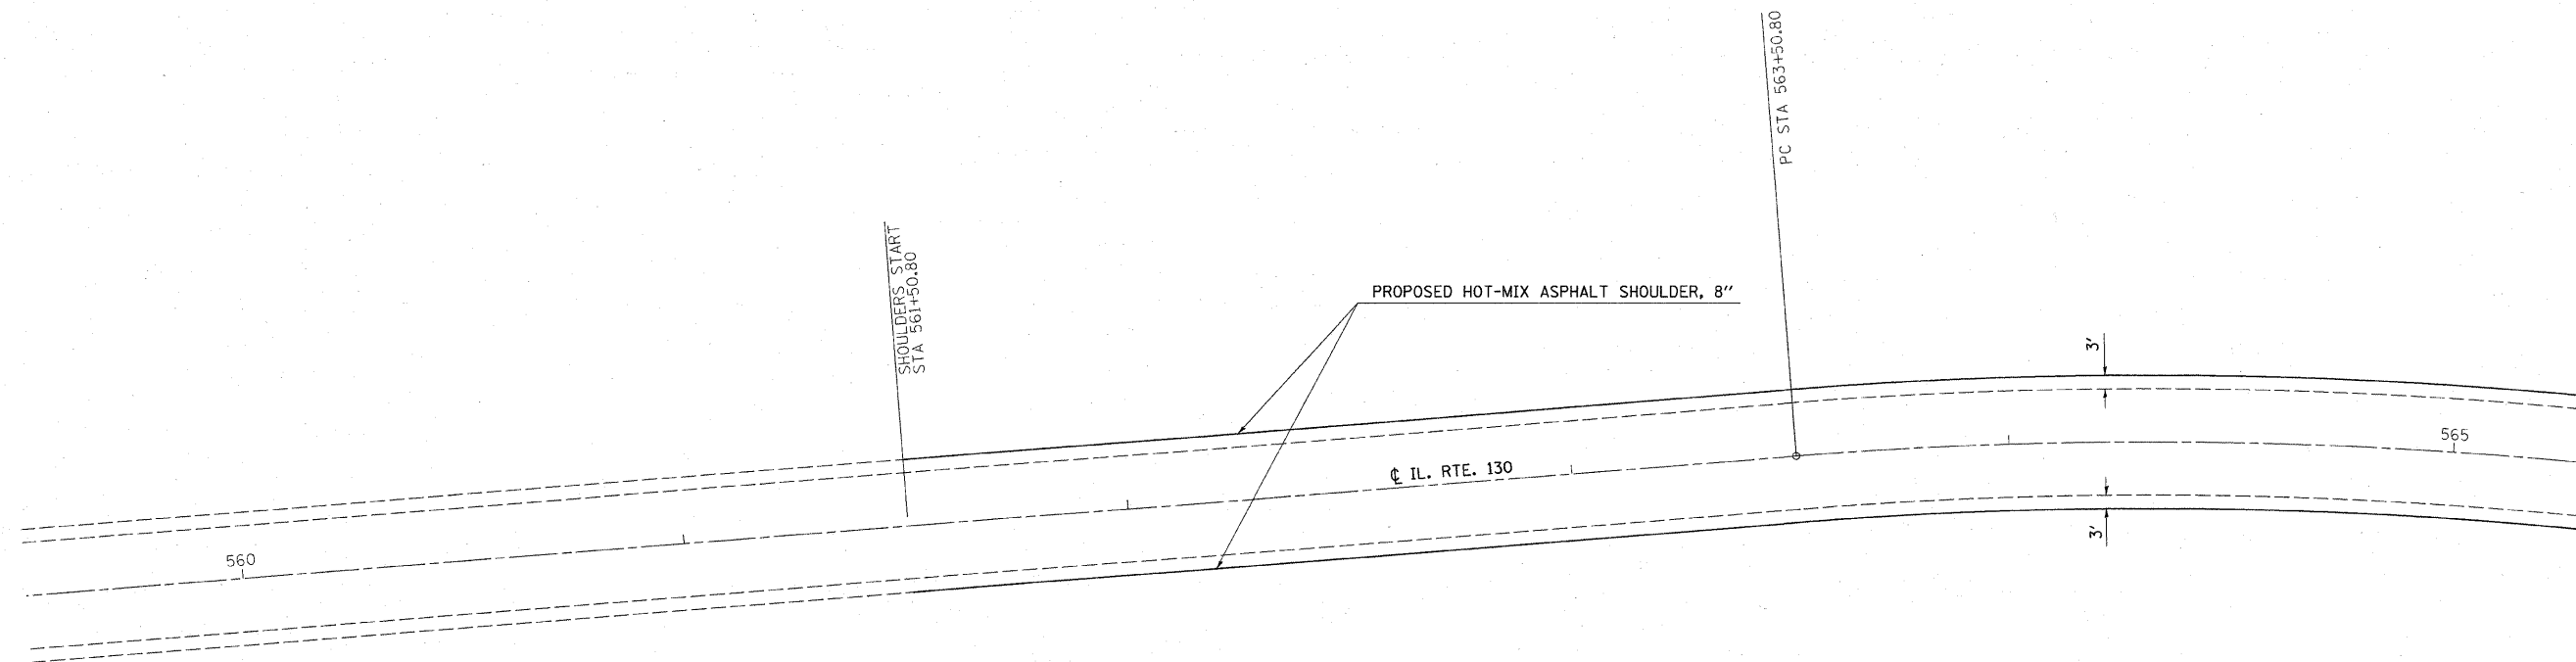 PC STA 563+50.80
SHOULDERS START
STA 561+50.80
PROPOSED HOT-MIX ASPHALT SHOULDER, 8"
3'
565
℄ IL. RTE. 130
3'
560